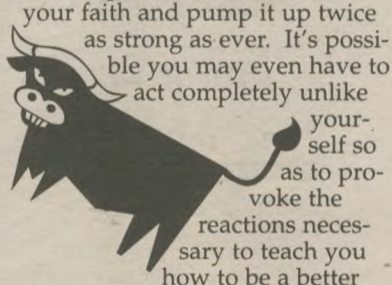 your faith and pump it up twice
as strong as ever. It's possi-
ble you may even have to
act completely unlike
your-
self so
as to pro-
voke the
reactions neces-
sary to teach you
how to be a better